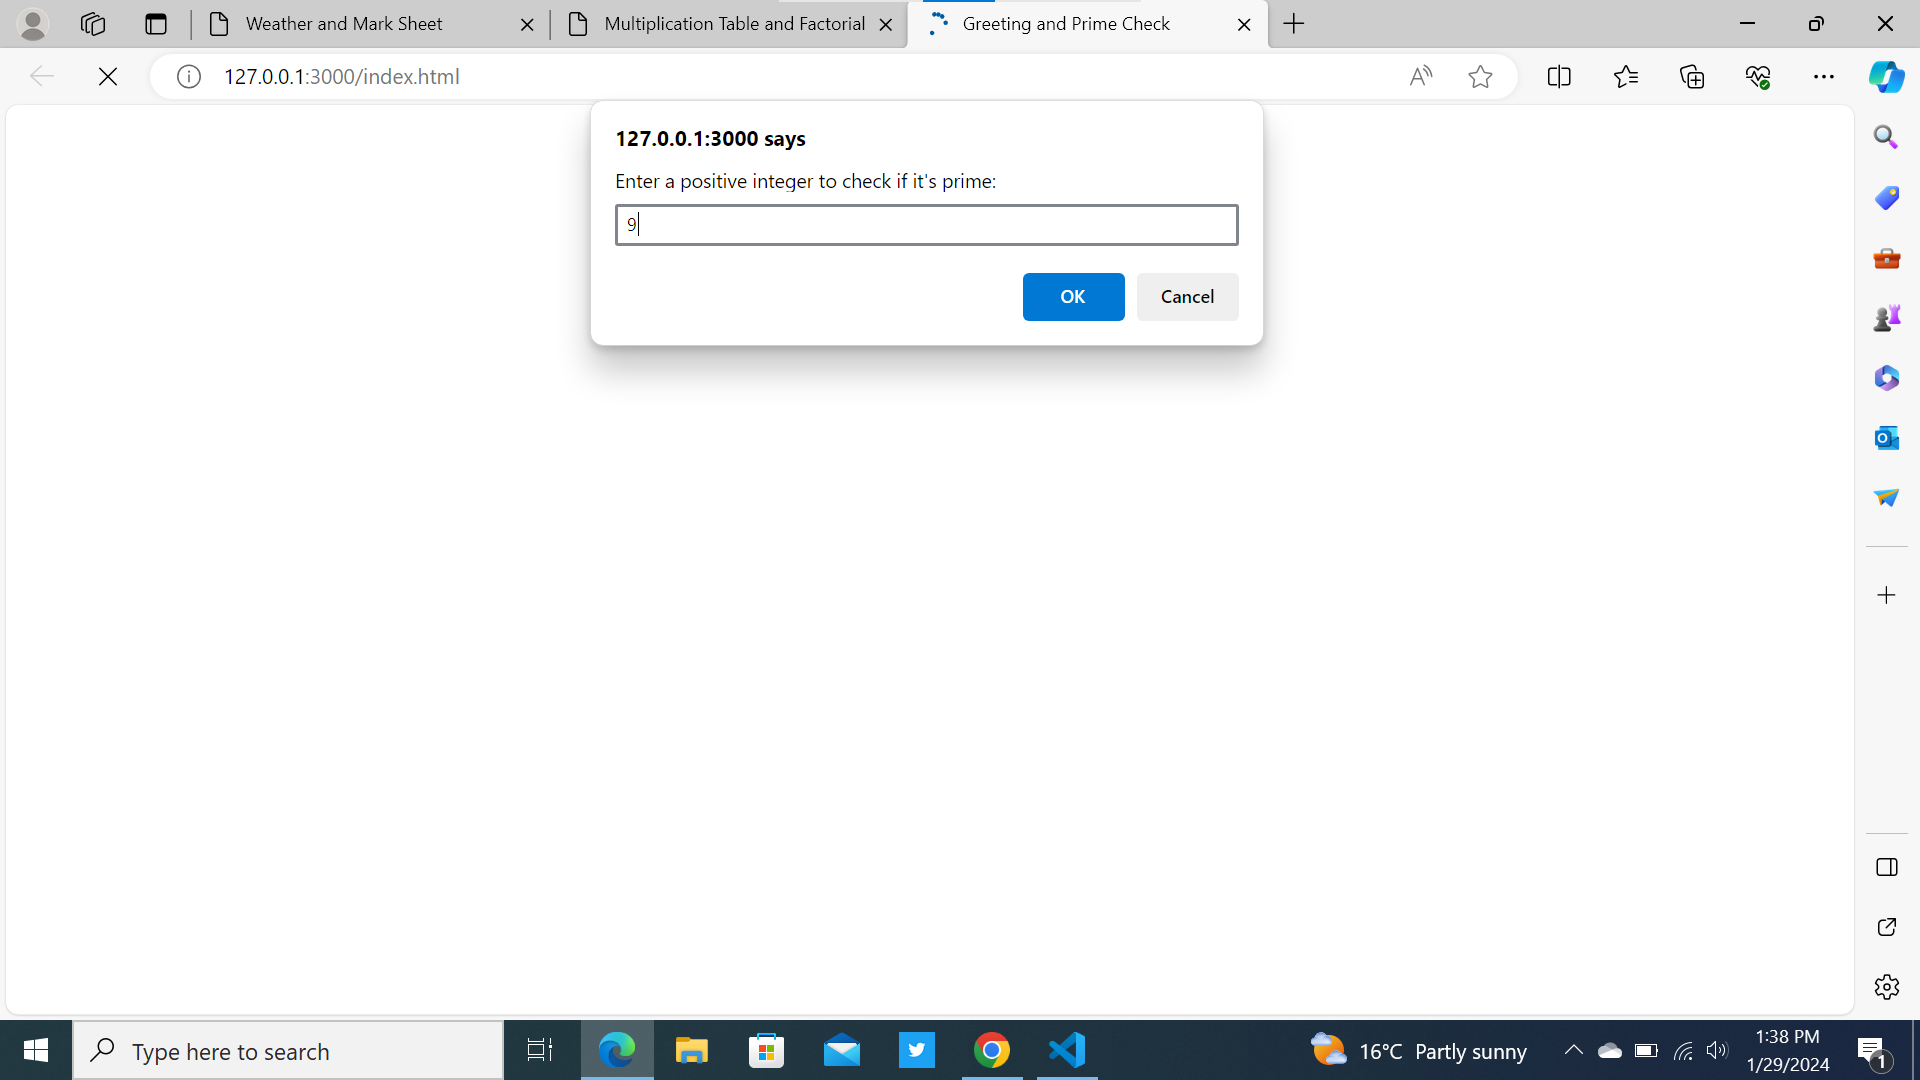 Weather and Mark Sheet
Multiplication Table and Factorial
Greeting and Prime Check
127.0.0.1:3000/index.html
127.0.0.1:3000 says
Enter a positive integer to check if it's prime:
9
OK
Cancel
Type here to search
16°C Partly sunny
1:38 PM
1/29/2024
1